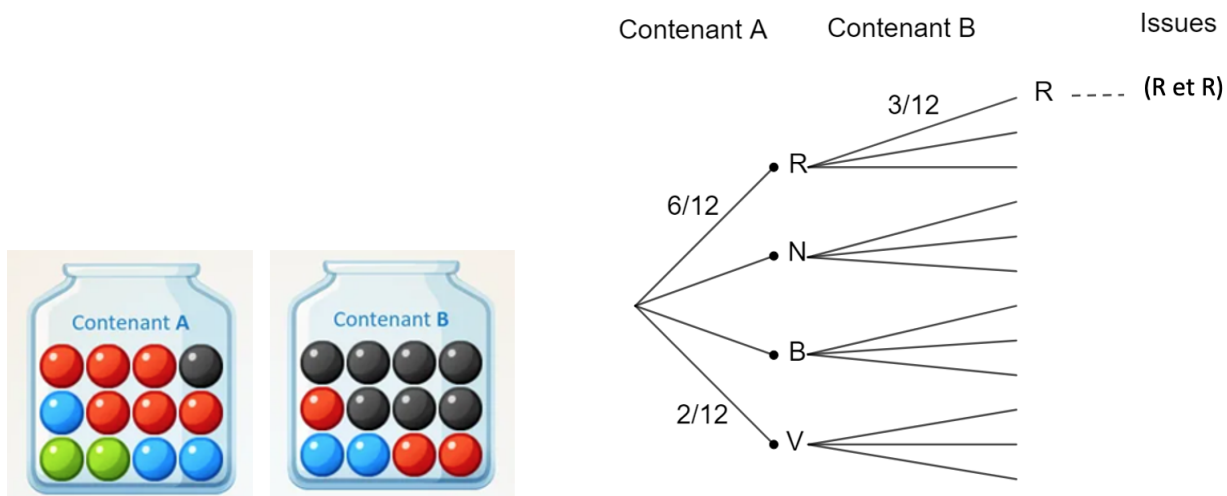 Contenant A
Contenant B
Contenant A Contenant B Issues
R ---- (R et R)
3/12
R
6/12
N
B
2/12
V